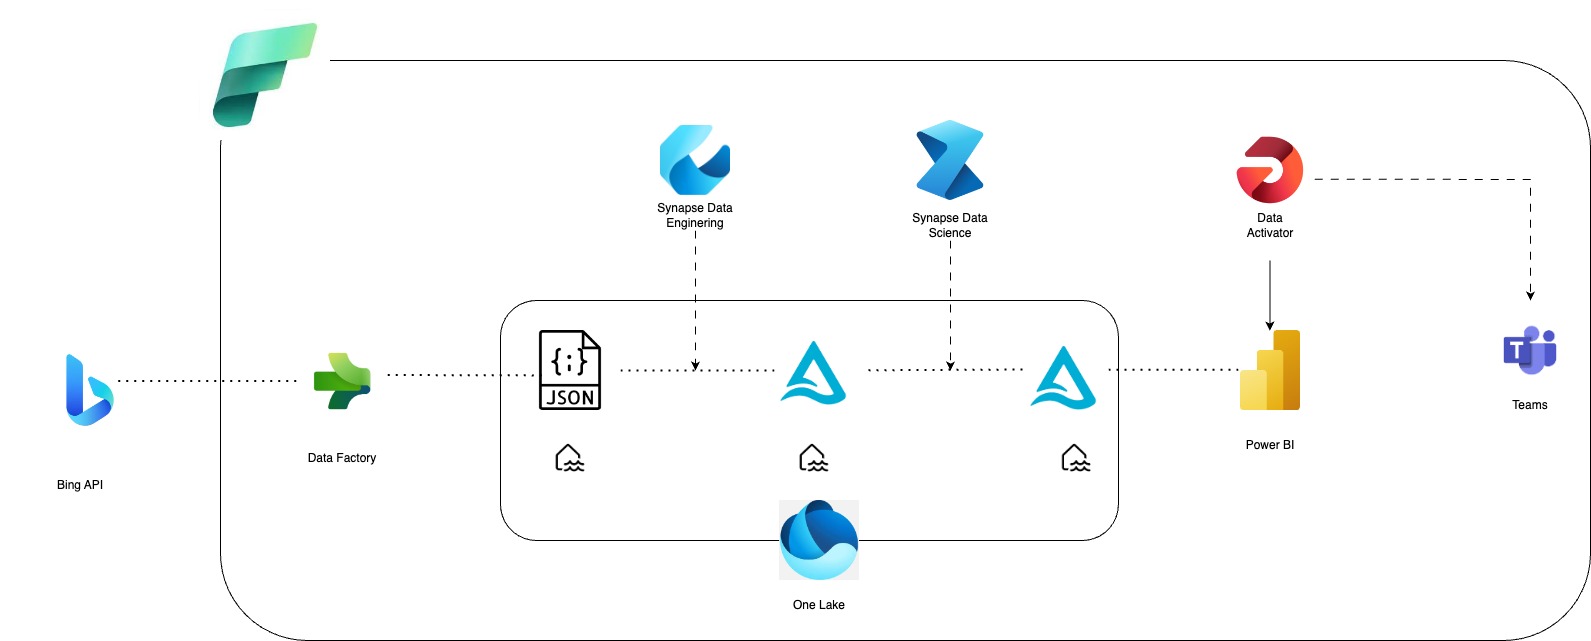 Synapse Data
Enginering
Synapse Data
Science
Data
Activator
{;}
JSON
T
Teams
Bing API
Data Factory
Power BI
One Lake